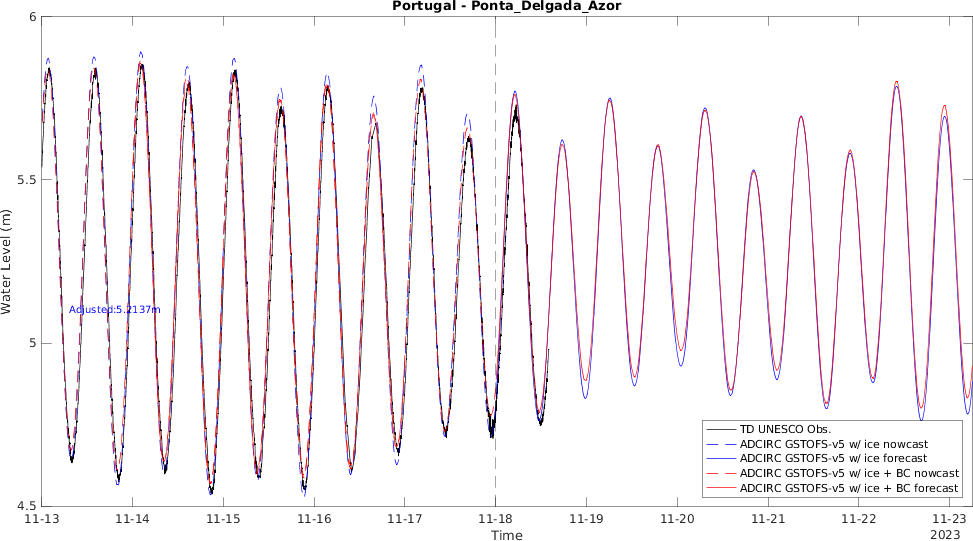 Portugal - Ponta_Delgada_Azor
6
5.5
5
4.5
Water Level (m)
Adjusted:5.2137m
TD UNESCO Obs.
ADCIRC GSTOFS-v5 w/ ice nowcast
ADCIRC GSTOFS-v5 w/ ice forecast
ADCIRC GSTOFS-v5 w/ ice + BC nowcast
ADCIRC GSTOFS-v5 w/ ice + BC forecast
11-13 11-14 11-15 11-16 11-17 11-18 11-19 11-20 11-21 11-22 11-23
Time 2023